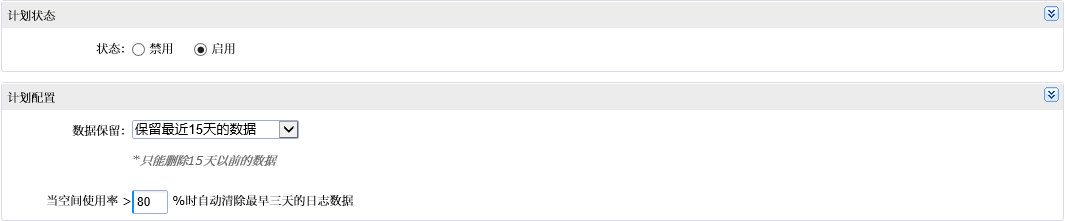 计划状态
状态: 禁用 启用
计划配置
数据保留: 保留最近15天的数据
*只能删除15天以前的数据
当空间使用率 > 80 %时自动清除最早三天的日志数据